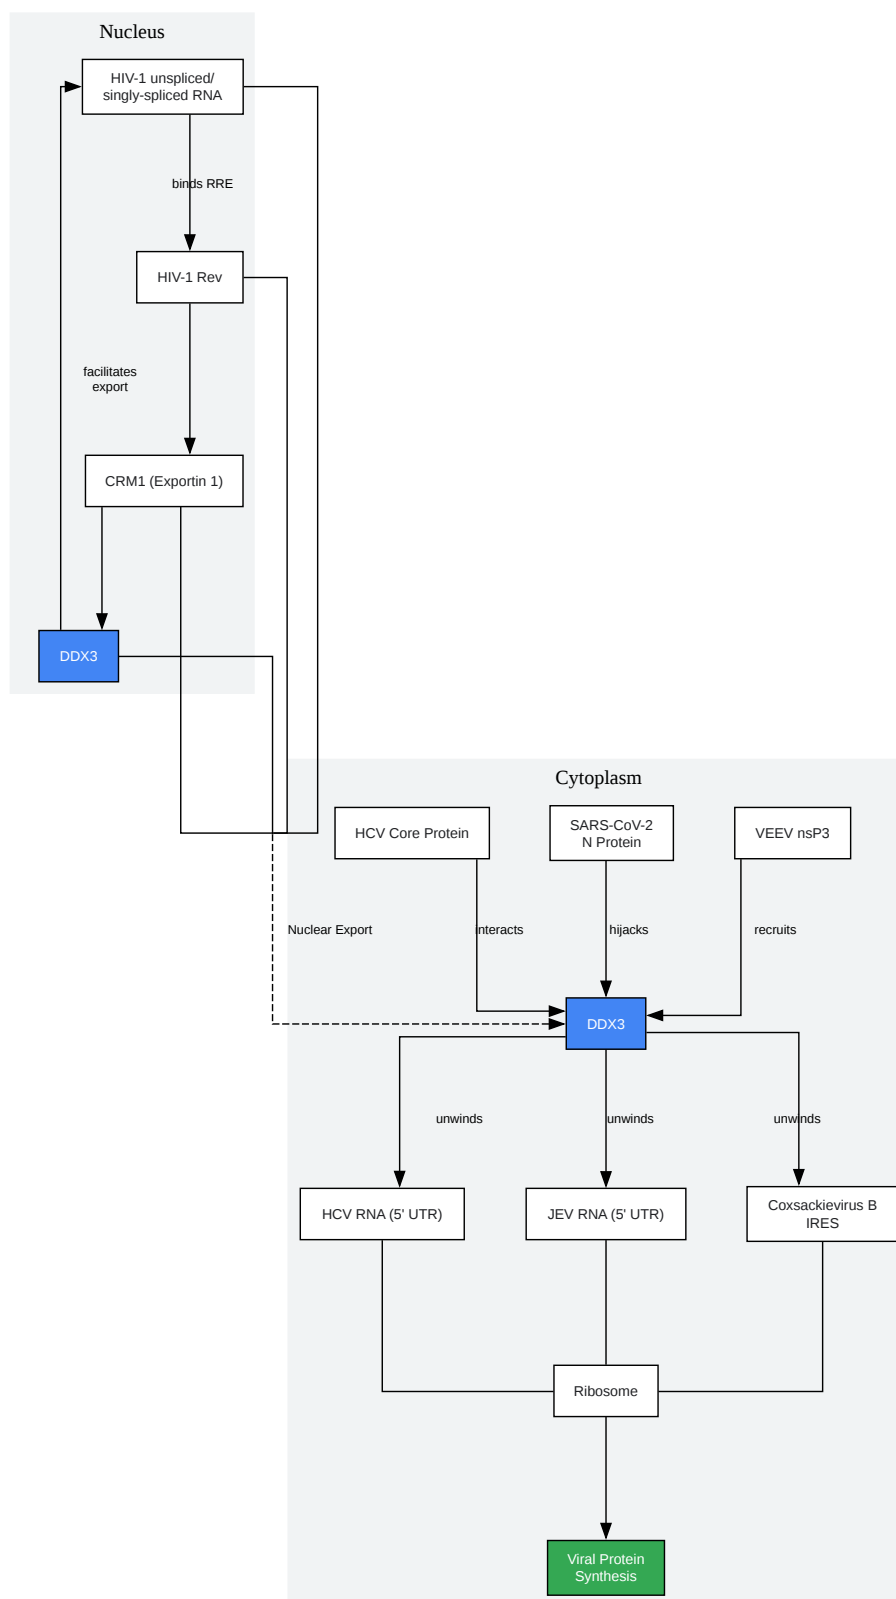 Nucleus
HIV-1 unspliced/
singly-spliced RNA
binds RRE
HIV-1 Rev
facilitates
export
CRM1 (Exportin 1)
DDX3
Cytoplasm
HCV Core Protein
SARS-CoV-2
N Protein
VEEV nsP3
Nuclear Export
interacts
hijacks
recruits
DDX3
unwinds
unwinds
unwinds
HCV RNA (5' UTR)
JEV RNA (5' UTR)
Coxsackievirus B
IRES
Ribosome
Viral Protein
Synthesis